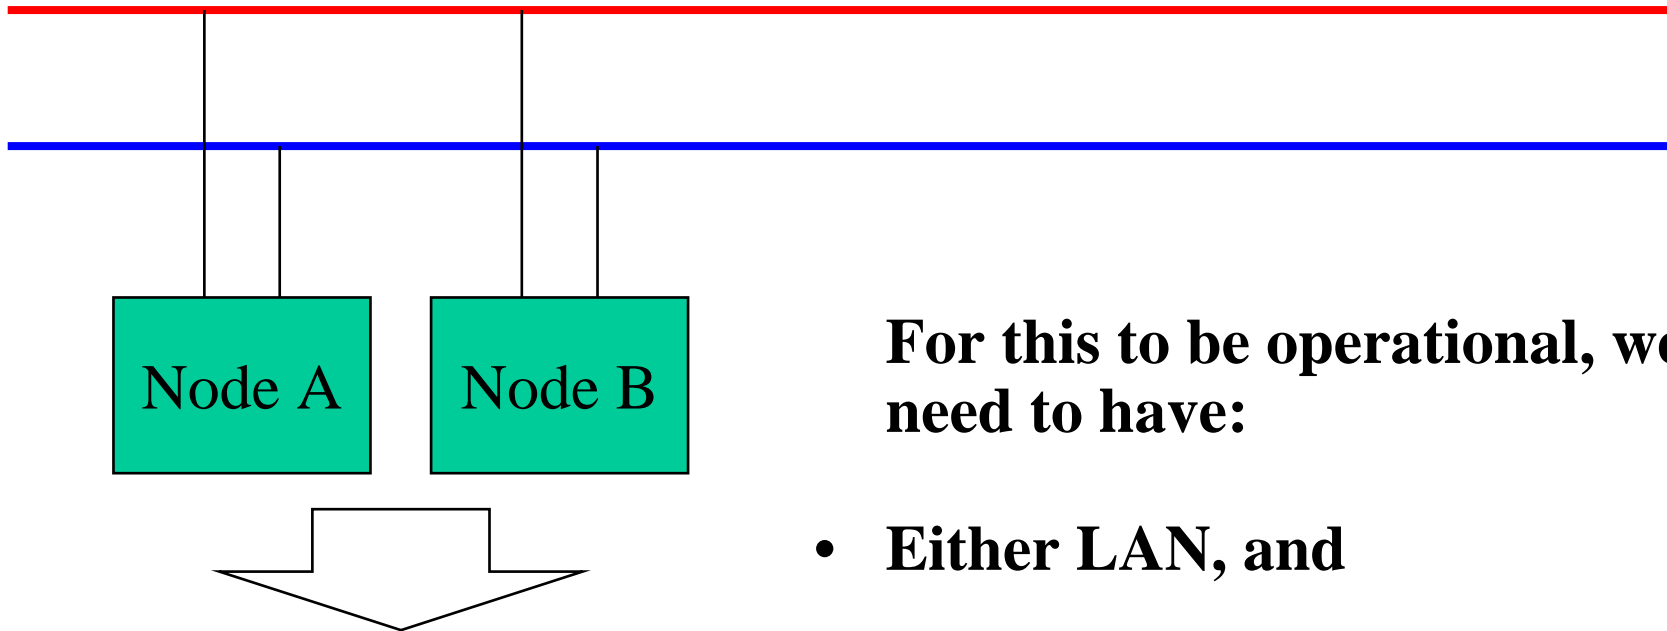 Node A
Node B
For this to be operational, we
need to have:
• Either LAN, and